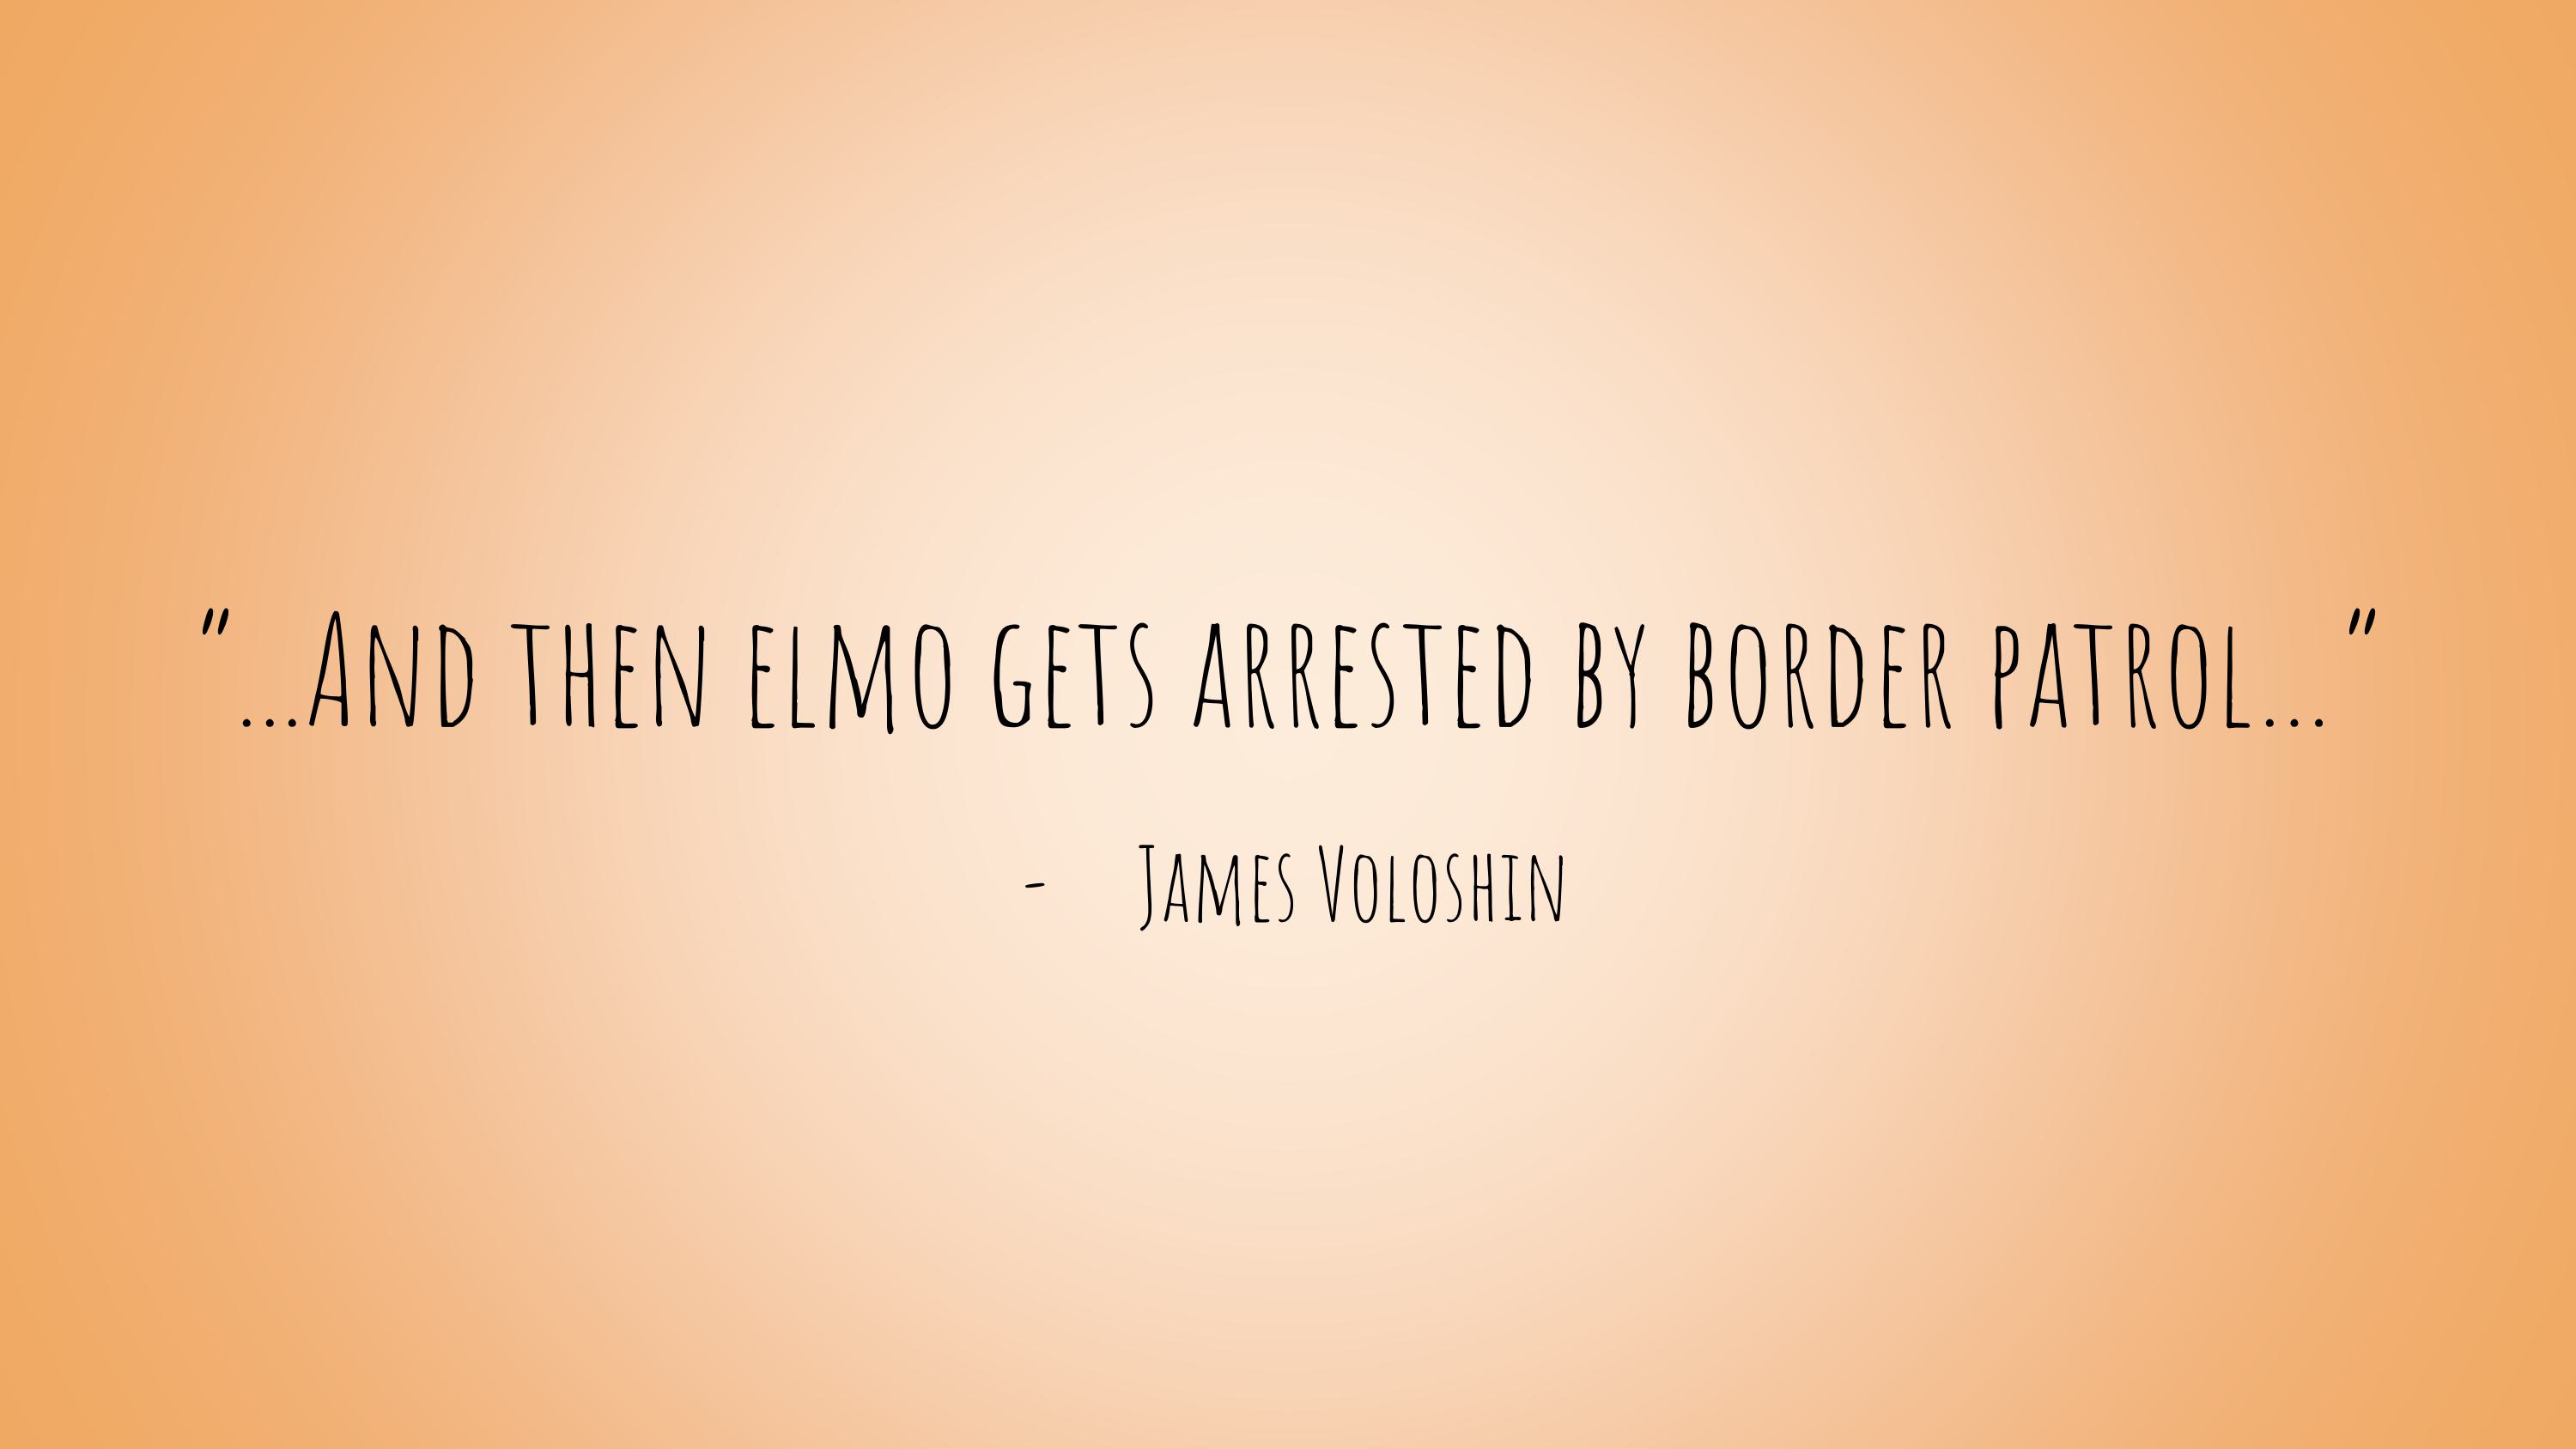 “...And then elmo gets arrested by border patrol...”
- James Voloshin